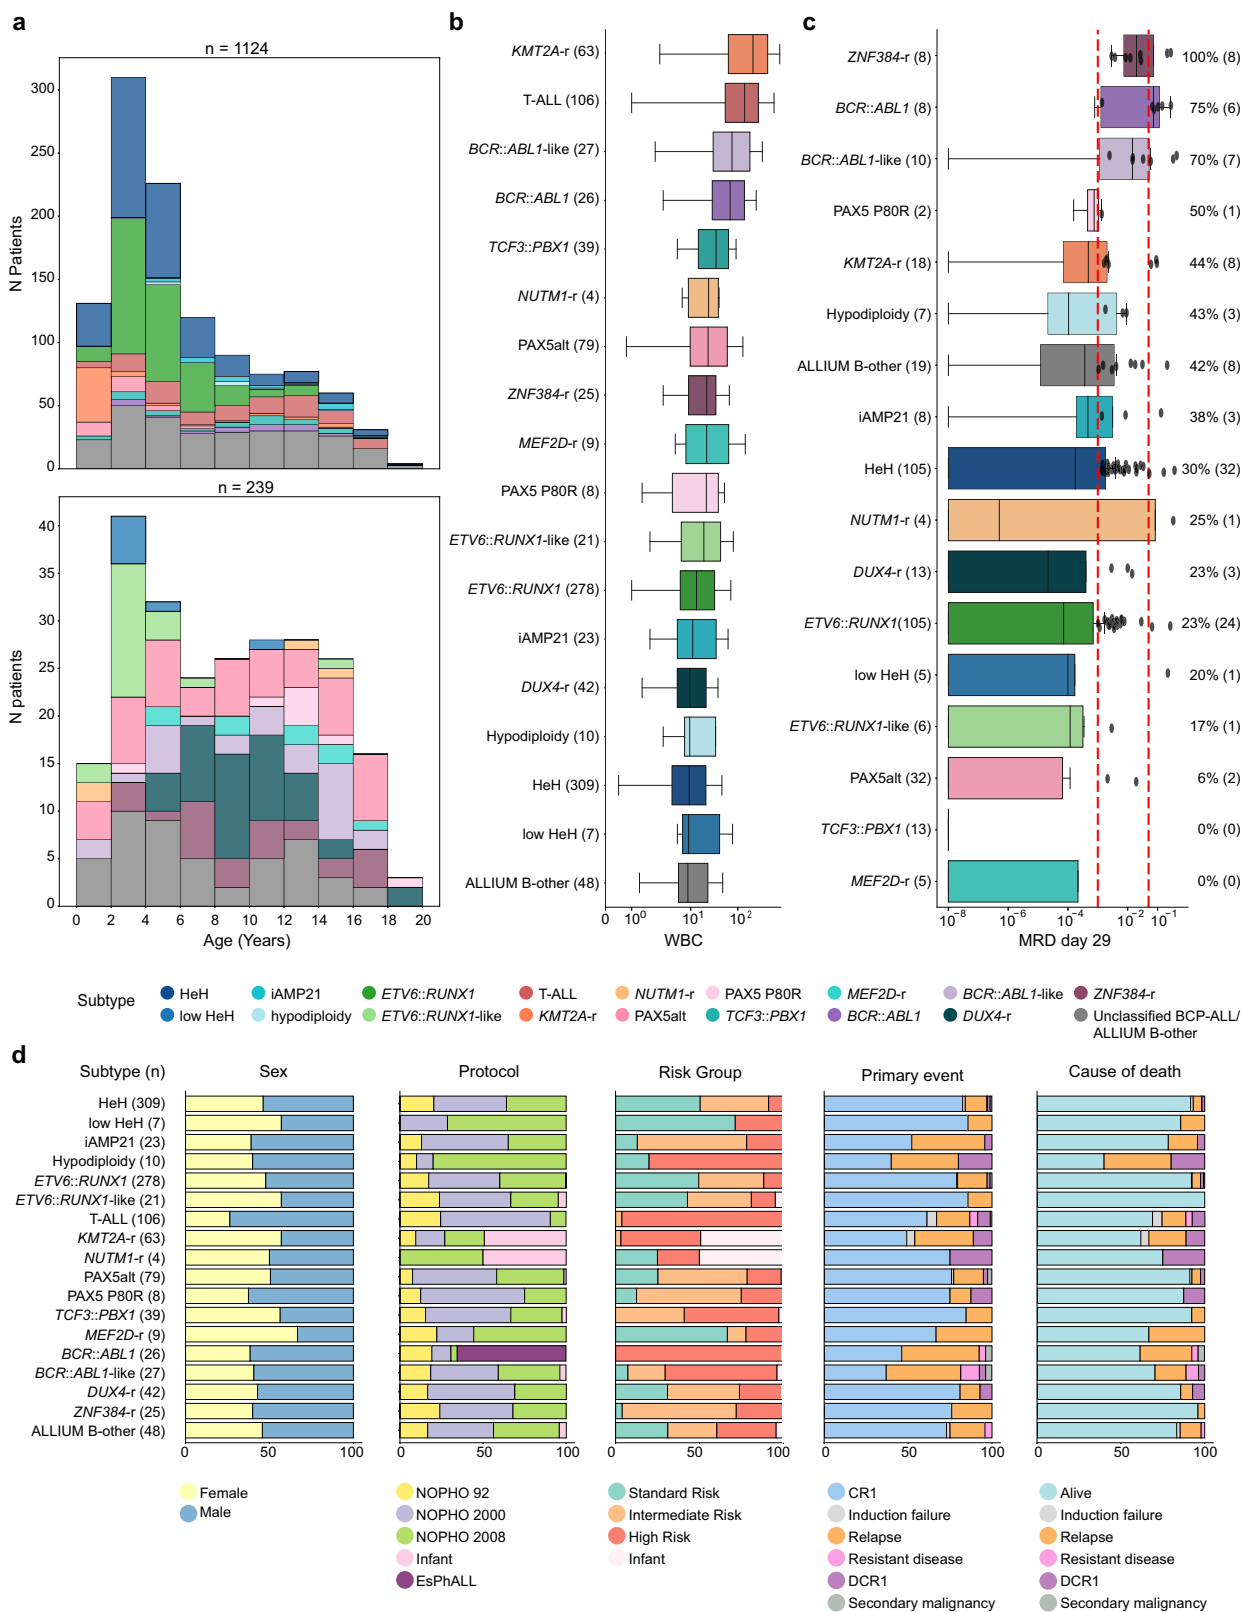 a
n = 1124
N Patients
300
250
200
150
100
50
0
n = 239
N patients
40
35
30
25
20
15
10
5
0
0 2 4 6 8 10 12 14 16 18 20
Age (Years)
b
KMT2A-r (63)
T-ALL (106)
BCR::ABL1-like (27)
BCR::ABL1 (26)
TCF3::PBX1 (39)
NUTM1-r (4)
PAX5alt (79)
ZNF384-r (25)
MEF2D-r (9)
PAX5 P80R (8)
ETV6::RUNX1-like (21)
ETV6::RUNX1 (278)
iAMP21 (23)
DUX4-r (42)
Hypodiploidy (10)
HeH (309)
low HeH (7)
ALLIUM B-other (48)
0 10⁰ 10¹ 10²
WBC
c
ZNF384-r (8) 100% (8)
BCR::ABL1 (8) 75% (6)
BCR::ABL1-like (10) 70% (7)
PAX5 P80R (2) 50% (1)
KMT2A-r (18) 44% (8)
Hypodiploidy (7) 43% (3)
ALLIUM B-other (19) 42% (8)
iAMP21 (8) 38% (3)
HeH (105) 30% (32)
NUTM1-r (4) 25% (1)
DUX4-r (13) 23% (3)
ETV6::RUNX1(105) 23% (24)
low HeH (5) 20% (1)
ETV6::RUNX1-like (6) 17% (1)
PAX5alt (32) 6% (2)
TCF3::PBX1 (13) 0% (0)
MEF2D-r (5) 0% (0)
10⁻⁸ 10⁻⁶ 10⁻⁴ 10⁻² 10⁻¹
MRD day 29
Subtype
HeH iAMP21 ETV6::RUNX1 T-ALL NUTM1-r PAX5 P80R MEF2D-r BCR::ABL1-like ZNF384-r
low HeH hypodiploidy ETV6::RUNX1-like KMT2A-r PAX5alt TCF3::PBX1 BCR::ABL1 DUX4-r Unclassified BCP-ALL/
ALLIUM B-other
d
Subtype (n) Sex Protocol Risk Group Primary event Cause of death
HeH (309)
low HeH (7)
iAMP21 (23)
Hypodiploidy (10)
ETV6::RUNX1 (278)
ETV6::RUNX1-like (21)
T-ALL (106)
KMT2A-r (63)
NUTM1-r (4)
PAX5alt (79)
PAX5 P80R (8)
TCF3::PBX1 (39)
MEF2D-r (9)
BCR::ABL1 (26)
BCR::ABL1-like (27)
DUX4-r (42)
ZNF384-r (25)
ALLIUM B-other (48)
0 50 100 0 50 100 0 50 100 0 50 100 0 50 100
Female
Male
NOPHO 92
NOPHO 2000
NOPHO 2008
Infant
EsPhALL
Standard Risk
Intermediate Risk
High Risk
Infant
CR1
Induction failure
Relapse
Resistant disease
DCR1
Secondary malignancy
Alive
Induction failure
Relapse
Resistant disease
DCR1
Secondary malignancy